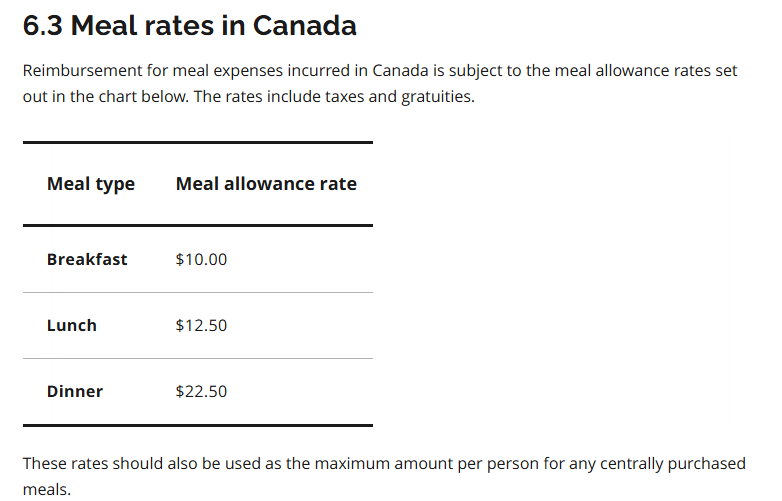 6.3 Meal rates in Canada
Reimbursement for meal expenses incurred in Canada is subject to the meal allowance rates set
out in the chart below. The rates include taxes and gratuities.
Meal type Meal allowance rate
Breakfast $10.00
Lunch $12.50
Dinner $22.50
These rates should also be used as the maximum amount per person for any centrally purchased
meals.